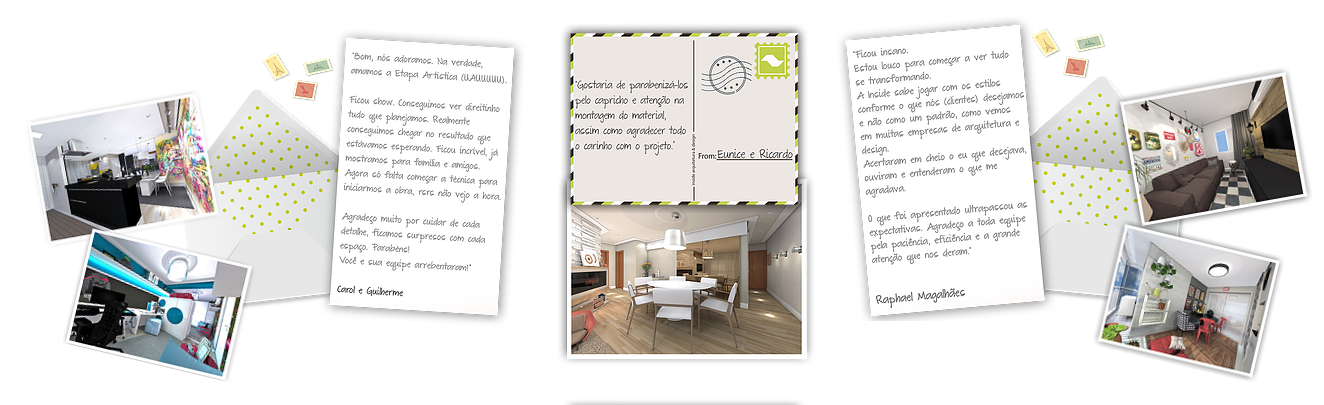 "Bom, nós adoramos. Na verdade,
amamos a Etapa Artística (UAUUUUU).
Ficou show. Conseguimos ver direitinho
tudo que planejamos. Realmente
conseguimos chegar no resultado que
estávamos esperando. Ficou incrível, já
mostramos para família e amigos.
Agora só falta começar a técnica para
iniciarmos a obra, rsrs não vejo a hora.
Agradeço muito por cuidar de cada
detalhe, ficamos surpresos com cada
espaço. Parabéns!
Você e sua equipe arrebentaram!"
Carol e Guilherme
"Gostaria de parabenizá-los
pelo capricho e atenção na
montagem do material,
assim como agradecer todo
o carinho com o projeto."
inside arquitetura & design
From: Eunice e Ricardo
"Ficou insano.
Estou louco para começar a ver tudo
se transformando.
A Inside sabe jogar com os estilos
conforme o que nós (clientes) desejamos
e não como um padrão, como vemos
em muitas empresas de arquitetura e
design.
Acertaram em cheio o eu que desejava,
ouviram e entenderam o que me
agradava.
O que foi apresentado ultrapassou as
expectativas. Agradeço a toda equipe
pela paciência, eficiência e a grande
atenção que nos deram."
Raphael Magalhães